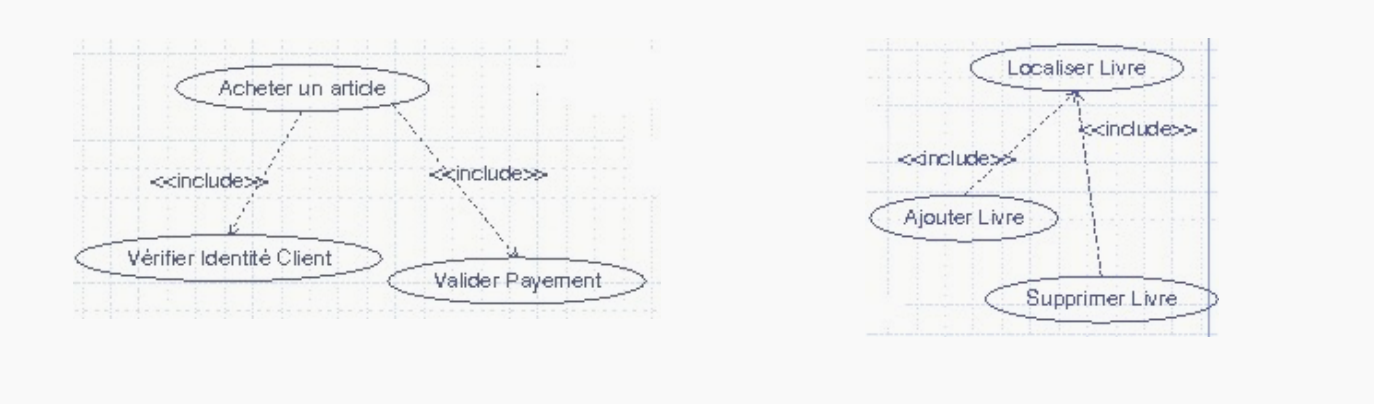 Acheter un article
<<include>>
<<include>>
Vérifier Identité Client
Valider Payement
Localiser Livre
<<include>>
<<include>>
Ajouter Livre
Supprimer Livre